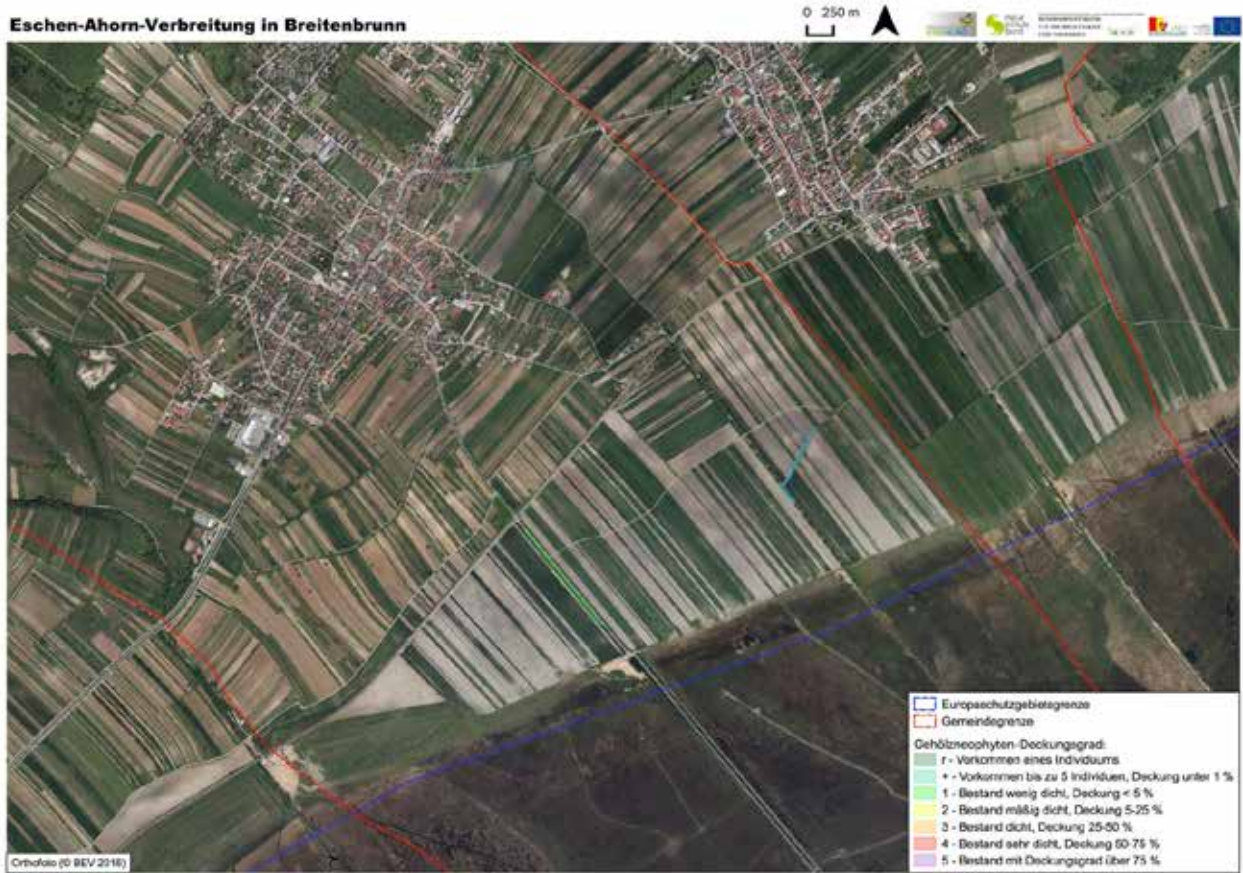 Eschen-Ahorn-Verbreitung in Breitenbrunn
0 250 m
Europaschutzgebietsgrenze
Gemeindegrenze
Gehölzneophyten-Deckungsgrad:
r - Vorkommen eines Individuums
+ - Vorkommen bis zu 5 Individuen, Deckung unter 1 %
1 - Bestand wenig dicht, Deckung < 5 %
2 - Bestand mäßig dicht, Deckung 5-25 %
3 - Bestand dicht, Deckung 25-50 %
4 - Bestand sehr dicht, Deckung 50-75 %
5 - Bestand mit Deckungsgrad über 75 %
Orthofoto (© BEV 2016)